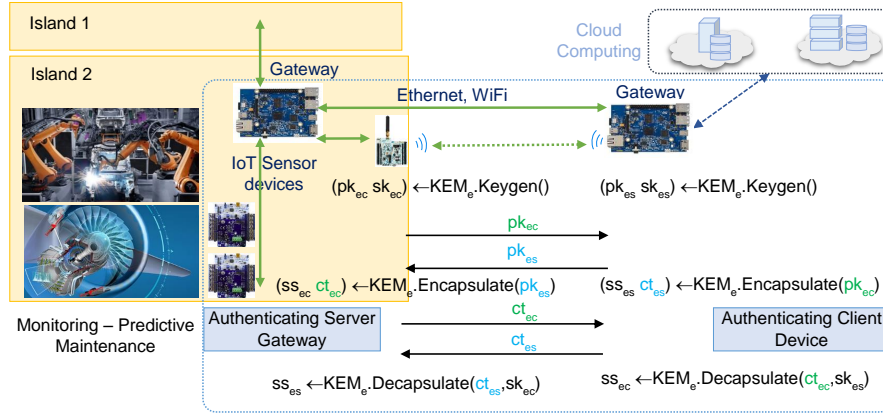 Island 1
Cloud
Computing
Island 2
Gateway
Ethernet, WiFi
Gateway
IoT Sensor
devices
(pk_ec sk_ec) ←KEM_e.Keygen()
(pk_es sk_es) ←KEM_e.Keygen()
pk_ec
pk_es
(ss_ec ct_ec) ←KEM_e.Encapsulate(pk_es)
(ss_es ct_es) ←KEM_e.Encapsulate(pk_ec)
Monitoring – Predictive
Maintenance
Authenticating Server
Gateway
ct_ec
ct_es
Authenticating Client
Device
ss_es ←KEM_e.Decapsulate(ct_es,sk_ec)
ss_ec ←KEM_e.Decapsulate(ct_ec,sk_es)